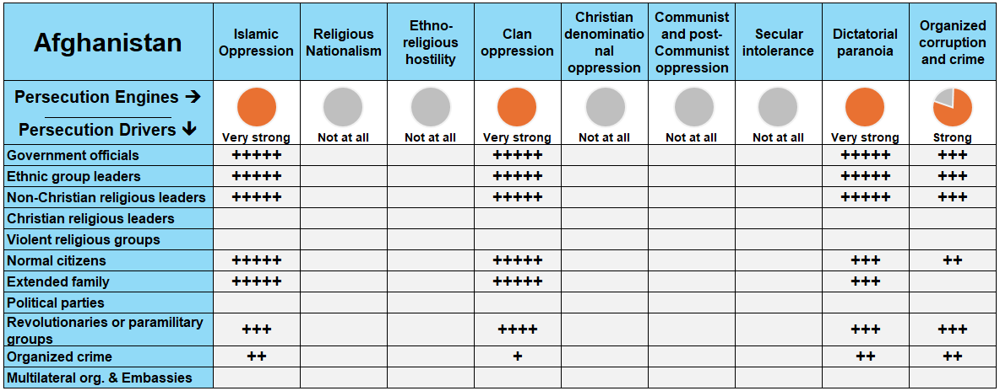 Afghanistan
Islamic
Oppression
Religious
Nationalism
Ethno-
religious
hostility
Clan
oppression
Christian
denominatio
nal
oppression
Communist
and post-
Communist
oppression
Secular
intolerance
Dictatorial
paranoia
Organized
corruption
and crime
Persecution Engines →
Persecution Drivers ↓
Very strong
Not at all
Not at all
Very strong
Not at all
Not at all
Not at all
Very strong
Strong
Government officials +++++ +++++ +++++ +++
Ethnic group leaders +++++ +++++ +++++ +++
Non-Christian religious leaders +++++ +++++ +++++ +++
Christian religious leaders
Violent religious groups
Normal citizens +++++ +++++ +++ ++
Extended family +++++ +++++ +++
Political parties
Revolutionaries or paramilitary
groups +++ ++++ +++ +++
Organized crime ++ + ++ ++
Multilateral org. & Embassies